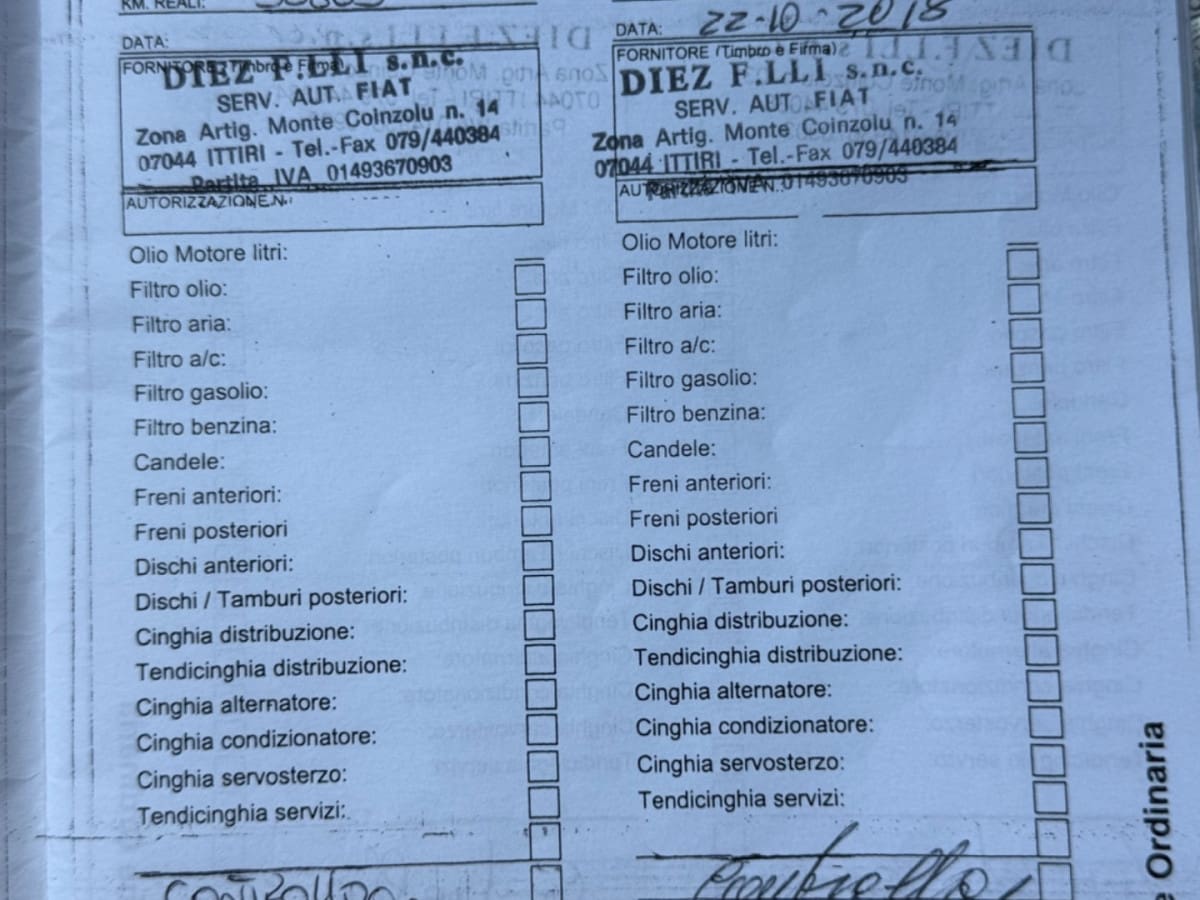 KM. REALI:
DATA:
FORNITORE (Timbro e Firma)
DIEZ F.LLI s.n.c.
SERV. AUT. FIAT
Zona Artig. Monte Coinzolu n. 14
07044 ITTIRI - Tel.-Fax 079/440384
Partita IVA 01493670903
AUTORIZZAZIONE N.
Olio Motore litri:
Filtro olio:
Filtro aria:
Filtro a/c:
Filtro gasolio:
Filtro benzina:
Candele:
Freni anteriori:
Freni posteriori
Dischi anteriori:
Dischi / Tamburi posteriori:
Cinghia distribuzione:
Tendicinghia distribuzione:
Cinghia alternatore:
Cinghia condizionatore:
Cinghia servosterzo:
Tendicinghia servizi:
DATA: 22-10-2018
FORNITORE (Timbro e Firma)
DIEZ F.LLI s.n.c.
SERV. AUT. FIAT
Zona Artig. Monte Coinzolu n. 14
07044 ITTIRI - Tel.-Fax 079/440384
Partita IVA 01493670903
AUTORIZZAZIONE N.
Olio Motore litri:
Filtro olio:
Filtro aria:
Filtro a/c:
Filtro gasolio:
Filtro benzina:
Candele:
Freni anteriori:
Freni posteriori
Dischi anteriori:
Dischi / Tamburi posteriori:
Cinghia distribuzione:
Tendicinghia distribuzione:
Cinghia alternatore:
Cinghia condizionatore:
Cinghia servosterzo:
Tendicinghia servizi:
e Ordinaria